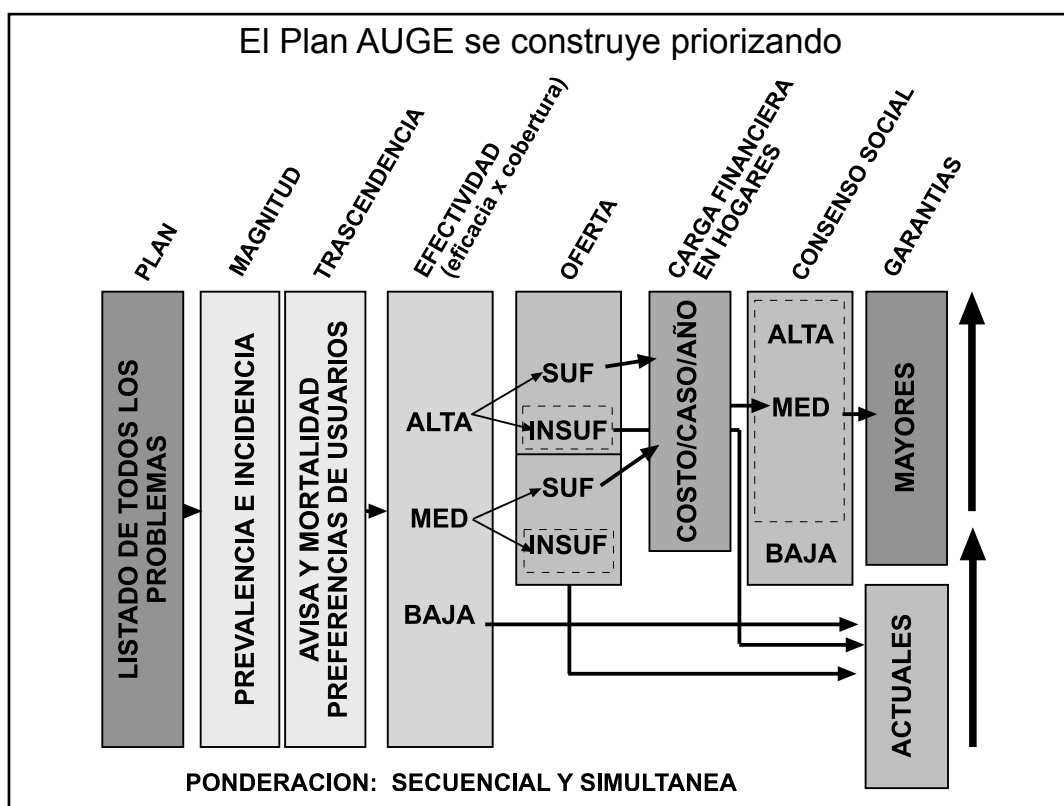 El Plan AUGE se construye priorizando
PLAN
MAGNITUD
TRASCENDENCIA
EFECTIVIDAD
(eficacia x cobertura)
OFERTA
CARGA FINANCIERA
EN HOGARES
CONSENSO SOCIAL
GARANTIAS
LISTADO DE TODOS LOS
PROBLEMAS
PREVALENCIA E INCIDENCIA
AVISA Y MORTALIDAD
PREFERENCIAS DE USUARIOS
ALTA
MED
BAJA
SUF
INSUF
SUF
INSUF
COSTO/CASO/AÑO
ALTA
MED
BAJA
MAYORES
ACTUALES
PONDERACION: SECUENCIAL Y SIMULTANEA